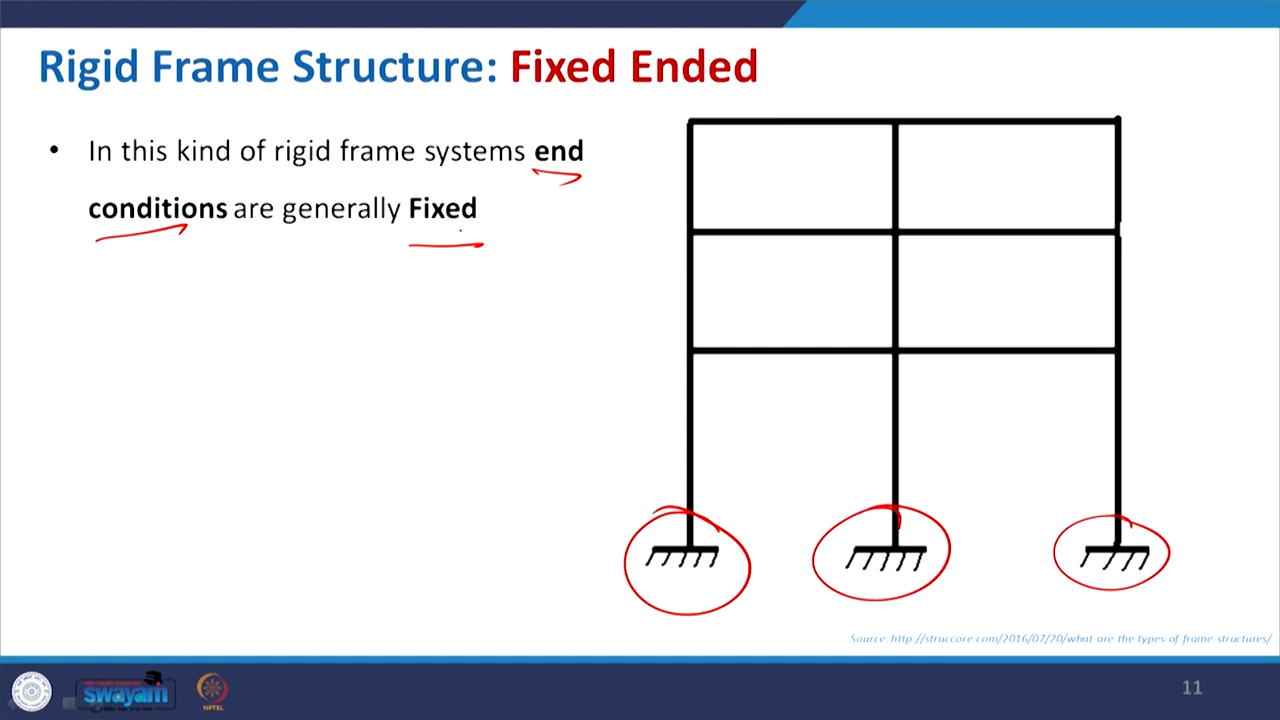 Rigid Frame Structure: Fixed Ended
• In this kind of rigid frame systems end
conditions are generally Fixed
Source: http://struccore.com/2016/07/20/what-are-the-types-of-frame-structures/
swayam
NPTEL
11